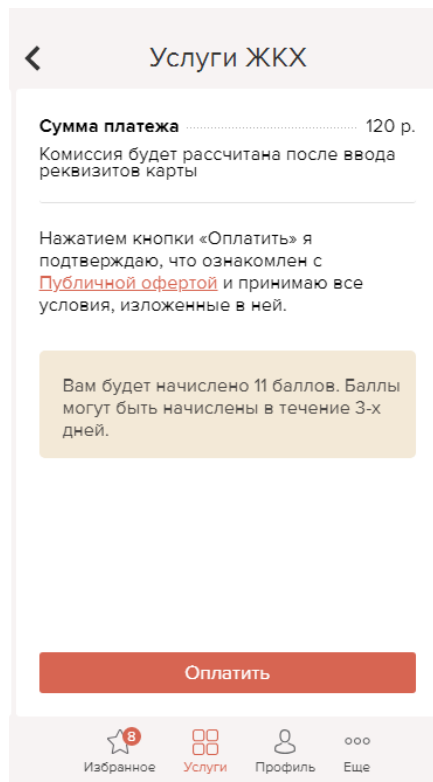 Услуги ЖКХ
Сумма платежа 120 р.
Комиссия будет рассчитана после ввода
реквизитов карты
Нажатием кнопки «Оплатить» я
подтверждаю, что ознакомлен с
Публичной офертой и принимаю все
условия, изложенные в ней.
Вам будет начислено 11 баллов. Баллы
могут быть начислены в течение 3-х
дней.
Оплатить
8
Избранное Услуги Профиль Еще